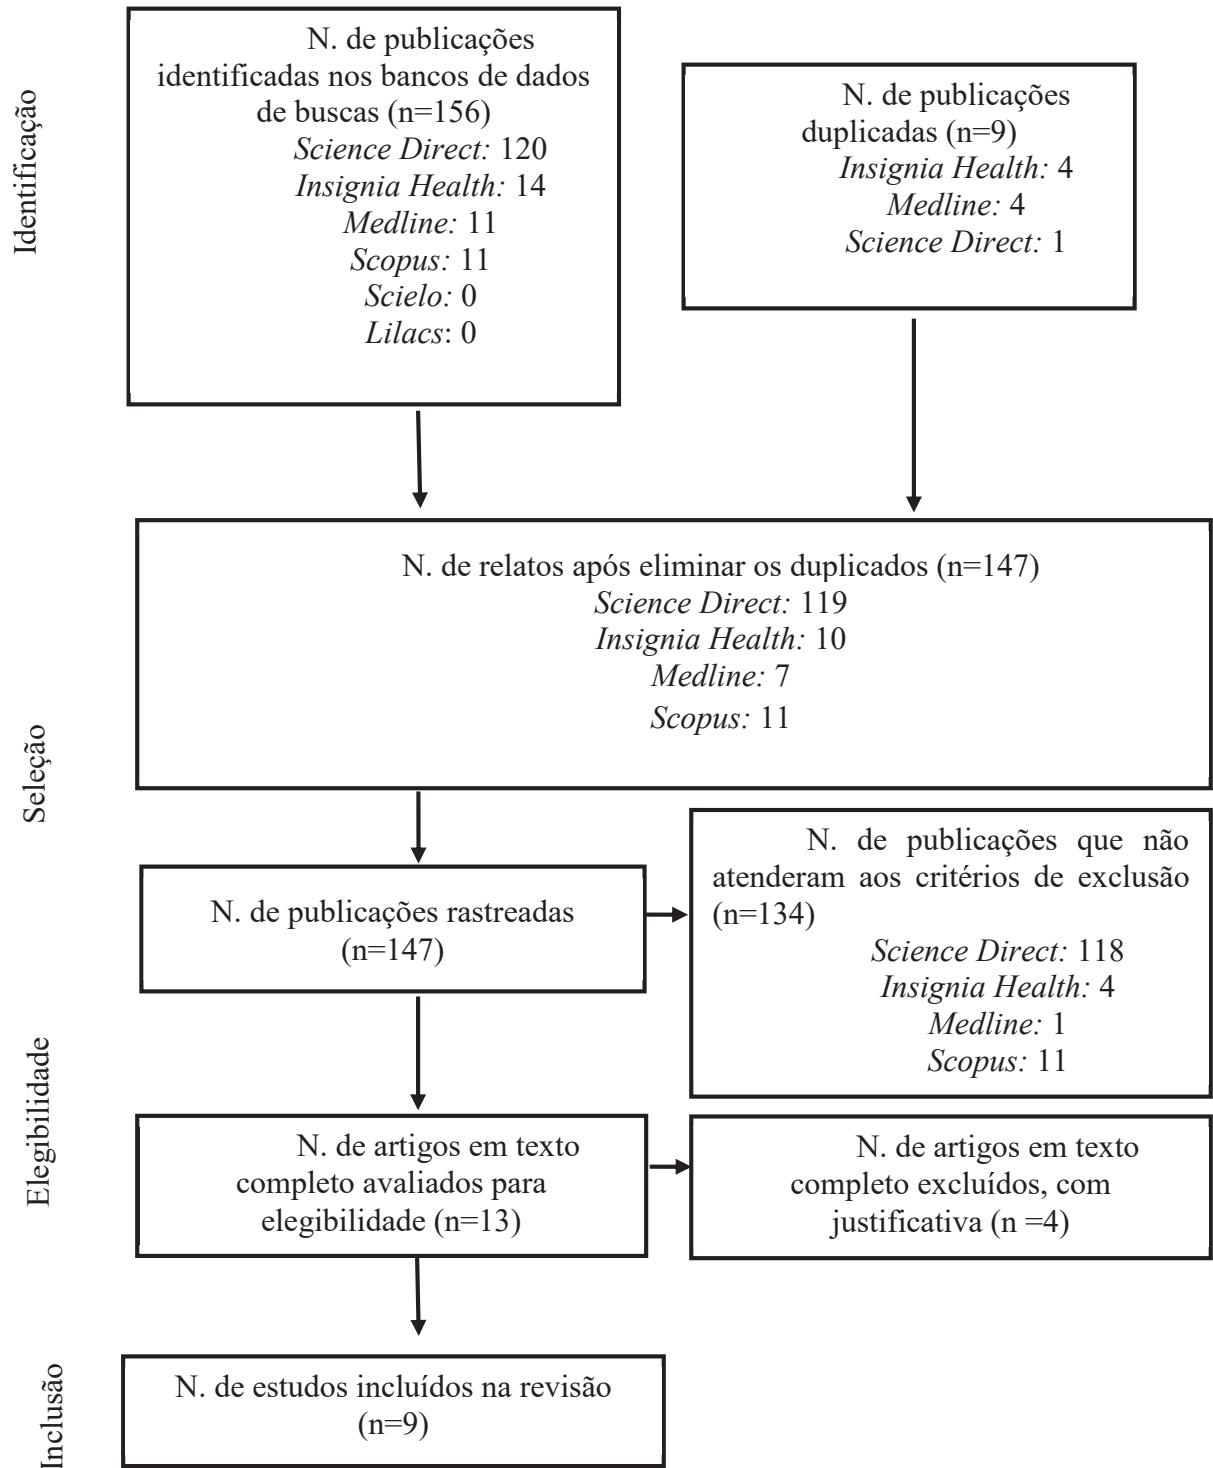 Identificação
N. de publicações
identificadas nos bancos de dados
de buscas (n=156)
Science Direct: 120
Insignia Health: 14
Medline: 11
Scopus: 11
Scielo: 0
Lilacs: 0
N. de publicações
duplicadas (n=9)
Insignia Health: 4
Medline: 4
Science Direct: 1
Seleção
N. de relatos após eliminar os duplicados (n=147)
Science Direct: 119
Insignia Health: 10
Medline: 7
Scopus: 11
N. de publicações rastreadas
(n=147)
N. de publicações que não
atenderam aos critérios de exclusão
(n=134)
Science Direct: 118
Insignia Health: 4
Medline: 1
Scopus: 11
Elegibilidade
N. de artigos em texto
completo avaliados para
elegibilidade (n=13)
N. de artigos em texto
completo excluídos, com
justificativa (n =4)
Inclusão
N. de estudos incluídos na revisão
(n=9)